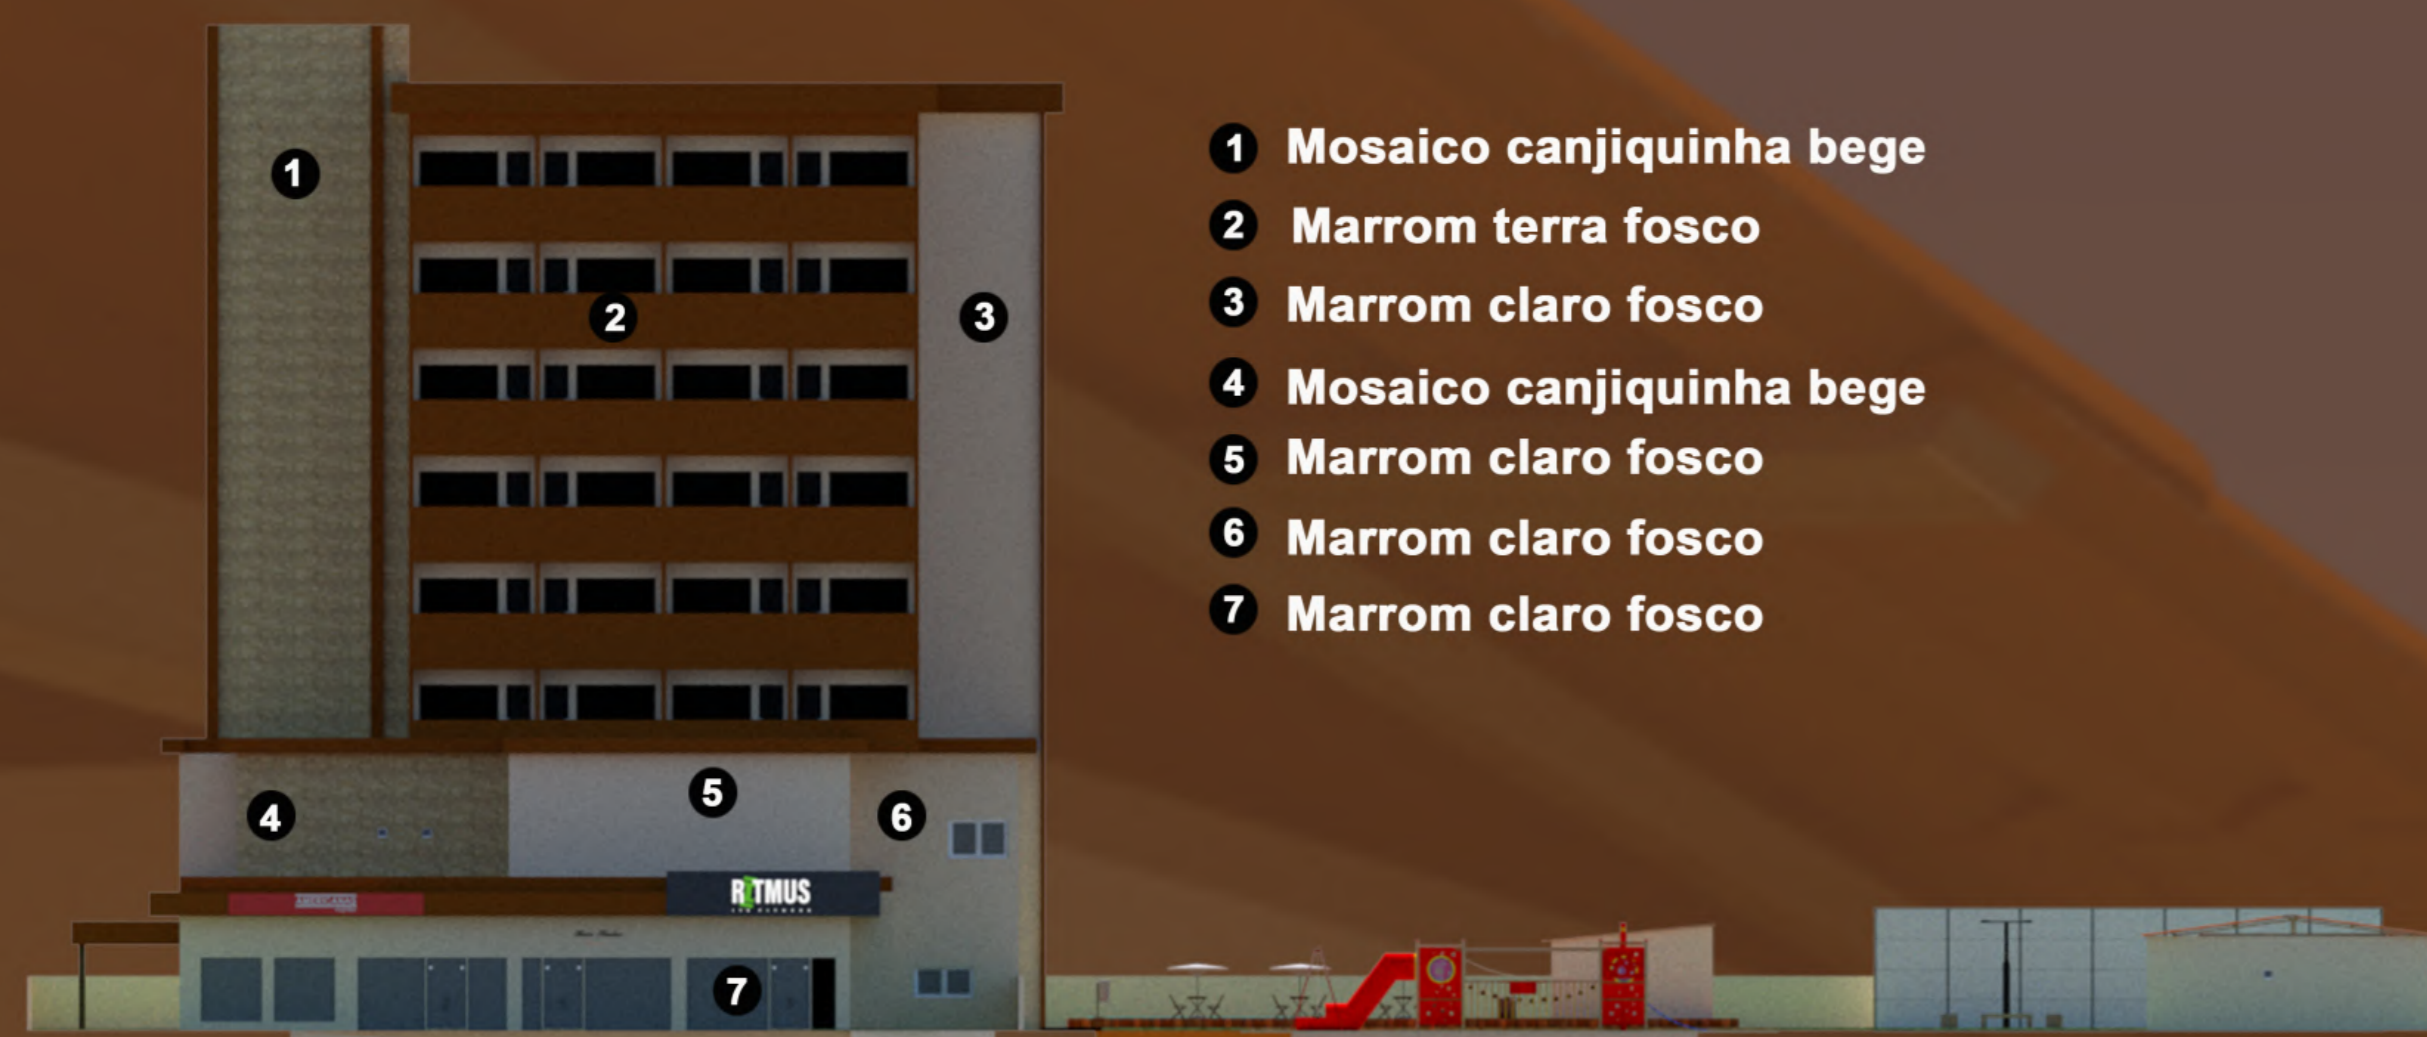 1 Mosaico canjiquinha bege
2 Marrom terra fosco
3 Marrom claro fosco
4 Mosaico canjiquinha bege
5 Marrom claro fosco
6 Marrom claro fosco
7 Marrom claro fosco
1
2
3
4
5
6
RITMUS
AMERICANAS
7